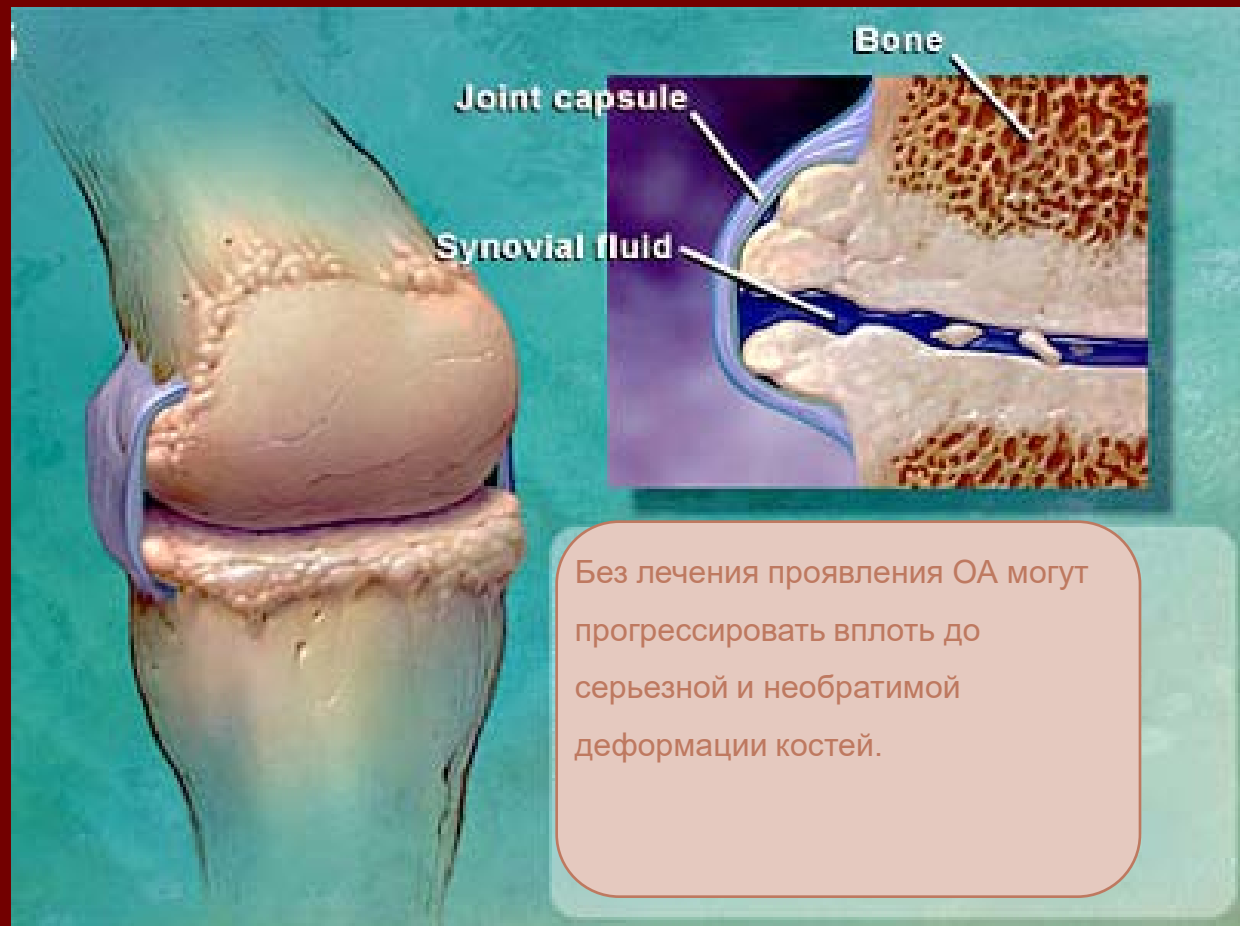 Bone
Joint capsule
Synovial fluid
Без лечения проявления ОА могут
прогрессировать вплоть до
серьезной и необратимой
деформации костей.